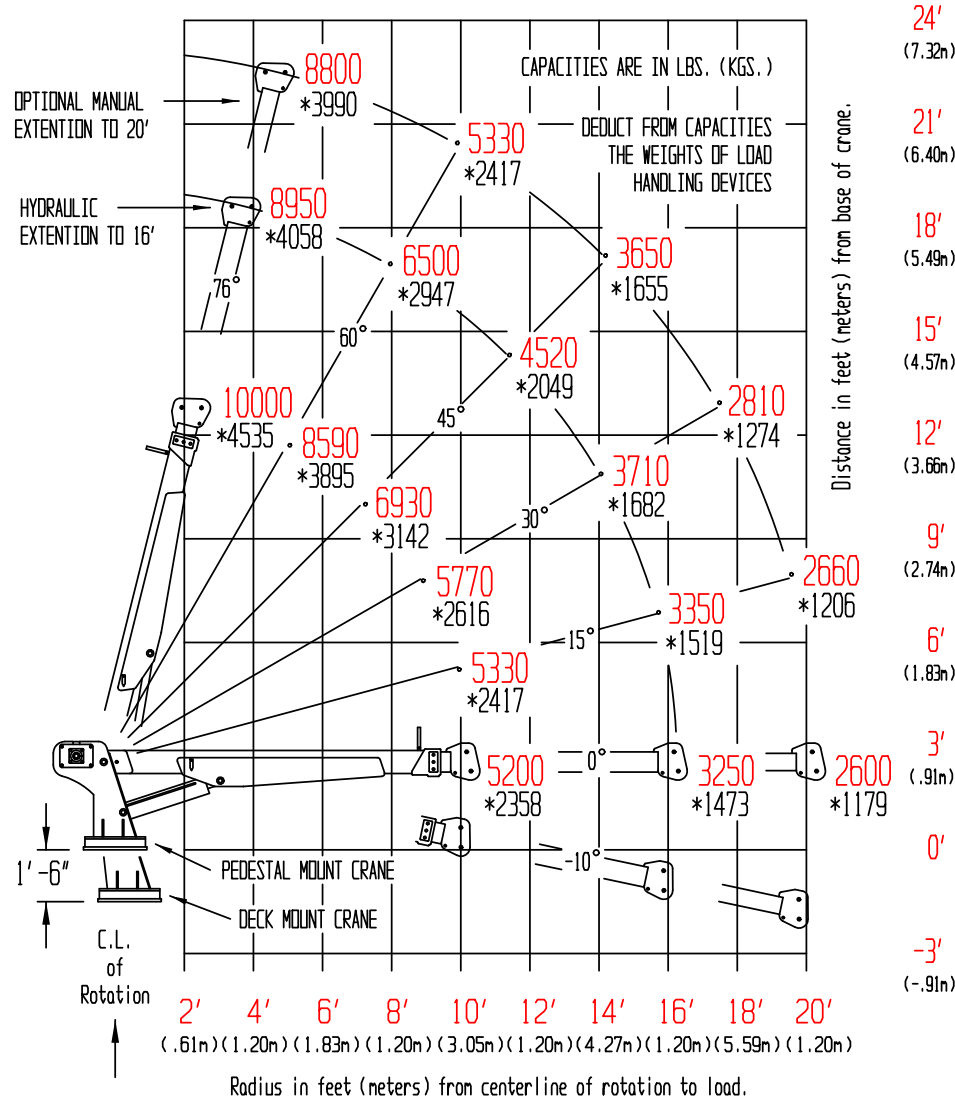 24'
(7.32m)
CAPACITIES ARE IN LBS. (KGS.)
8800
*3990
OPTIONAL MANUAL
EXTENTION TO 20'
21'
(6.40m)
DEDUCT FROM CAPACITIES
THE WEIGHTS OF LOAD
HANDLING DEVICES
5330
*2417
Distance in feet (meters) from base of crane.
HYDRAULIC
EXTENTION TO 16'
8950
*4058
18'
(5.49m)
6500
*2947
3650
*1655
76°
60°
15'
(4.57m)
4520
*2049
10000
*4535
45°
2810
*1274
12'
(3.66m)
8590
*3895
3710
*1682
6930
*3142
30°
9'
(2.74m)
5770
*2616
2660
*1206
3350
*1519
15°
6'
(1.83m)
5330
*2417
3'
(.91m)
0°
5200
*2358
3250
*1473
2600
*1179
0'
-10°
1'-6"
PEDESTAL MOUNT CRANE
DECK MOUNT CRANE
-3'
(-.91m)
C.L.
of
Rotation
2' 4' 6' 8' 10' 12' 14' 16' 18' 20'
(.61m) (1.20m) (1.83m) (1.20m) (3.05m) (1.20m) (4.27m) (1.20m) (5.59m) (1.20m)
Radius in feet (meters) from centerline of rotation to load.